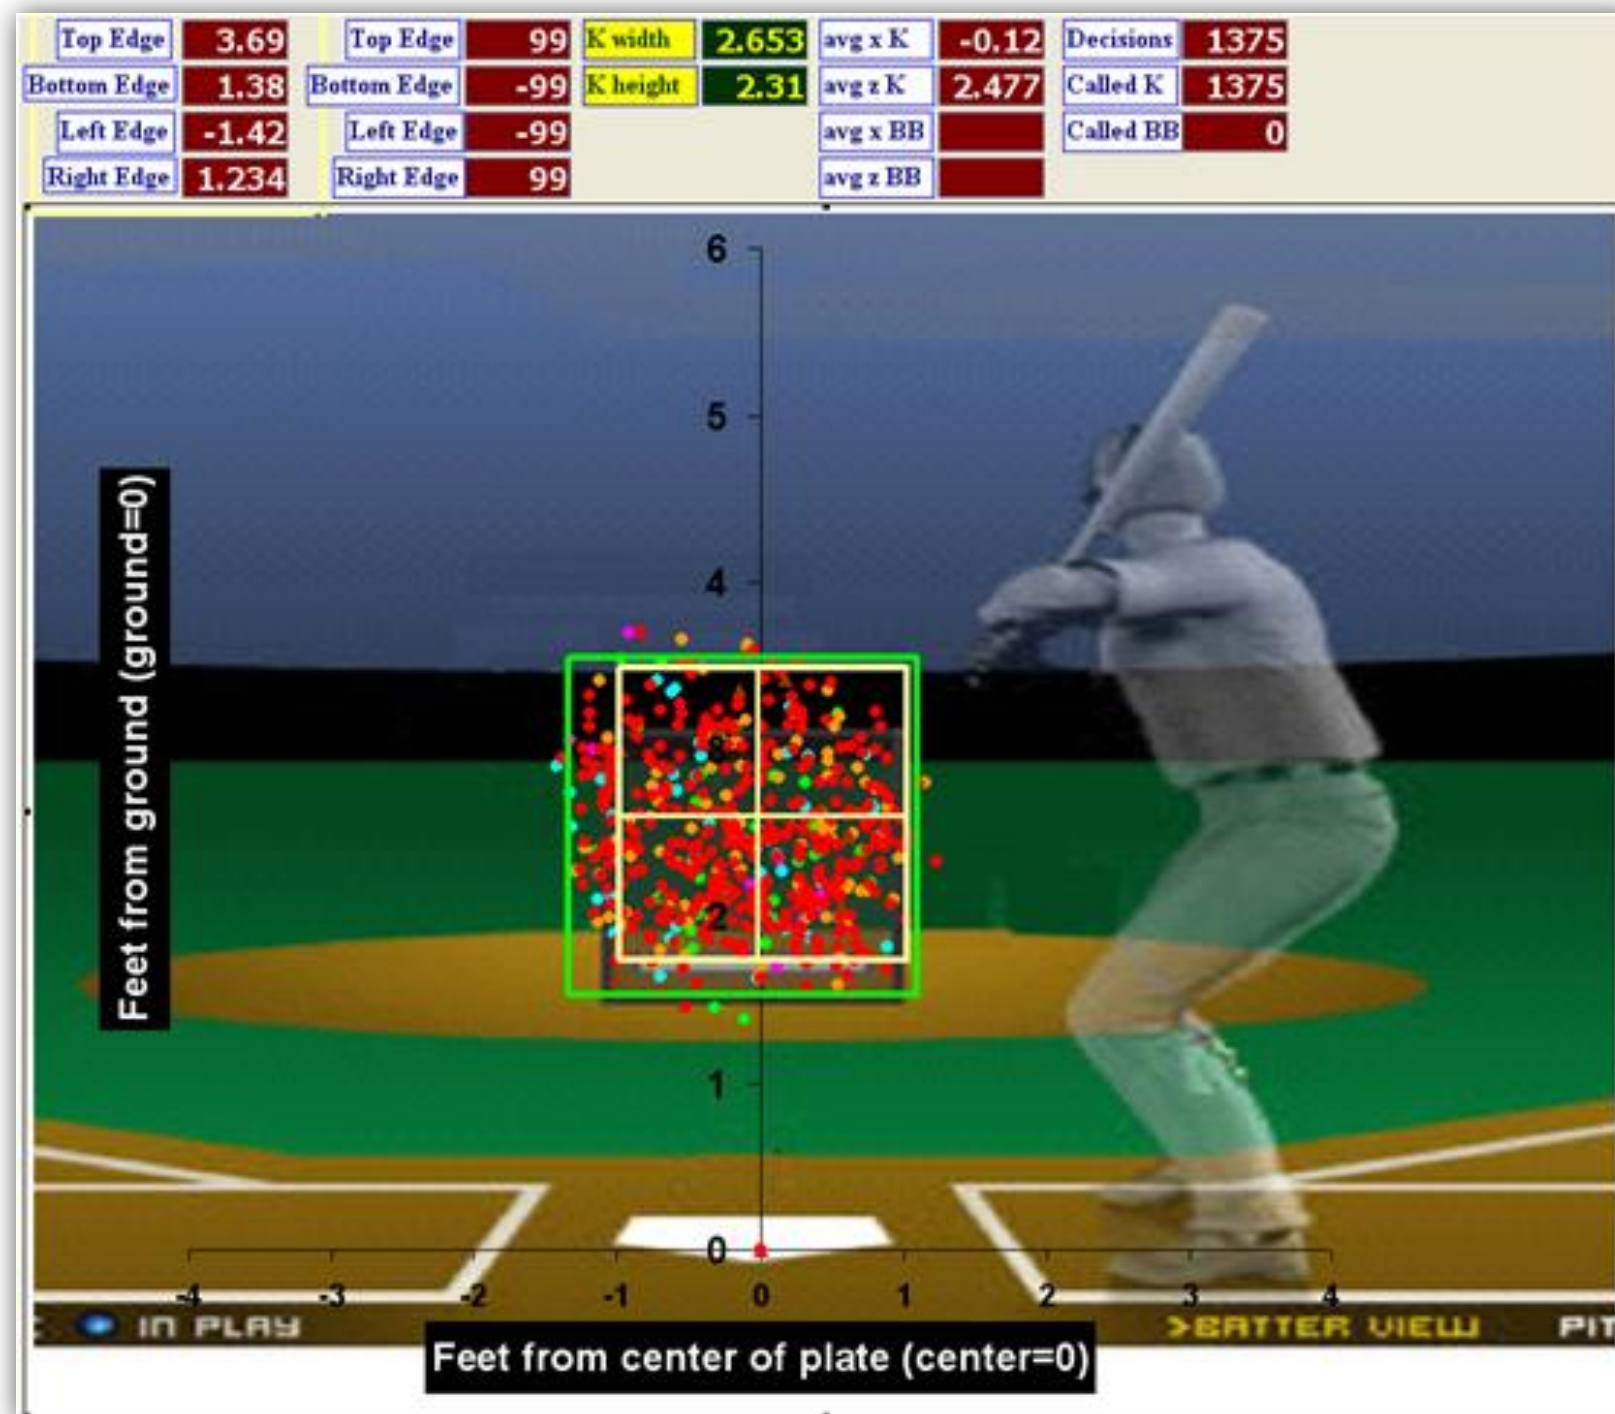 Top Edge 3.69 Top Edge 99 K width 2.653 avg x K -0.12 Decisions 1375
Bottom Edge 1.38 Bottom Edge -99 K height 2.31 avg z K 2.477 Called K 1375
Left Edge -1.42 Left Edge -99 avg x BB Called BB 0
Right Edge 1.234 Right Edge 99 avg z BB
6
5
4
3
2
1
0
Feet from ground (ground=0)
-4 -3 -2 -1 0 1 2 3 4
IN PLAY >BATTER VIEW PIT
Feet from center of plate (center=0)